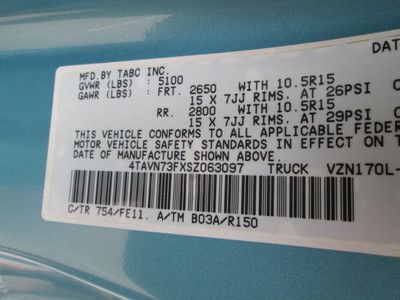 DAT
MFD.BY TABC INC.
GVWR (LBS) 5100
GAWR (LBS): FRT. 2650 WITH 10.5R15
15 X 7JJ RIMS, AT 26PSI C
RR. 2800 WITH 10.5R15
15 X 7JJ RIMS, AT 29PSI
THIS VEHICLE CONFORMS TO ALL APPLICABLE FEDER
MOTOR VEHICLE SAFETY STANDARDS IN EFFECT ON T
DATE OF MANUFACTURE SHOWN ABOVE.
4TAVN73FXSZ063097 TRUCK VZN170L-
C/TR 754/FE11. A/TM B03A/R150